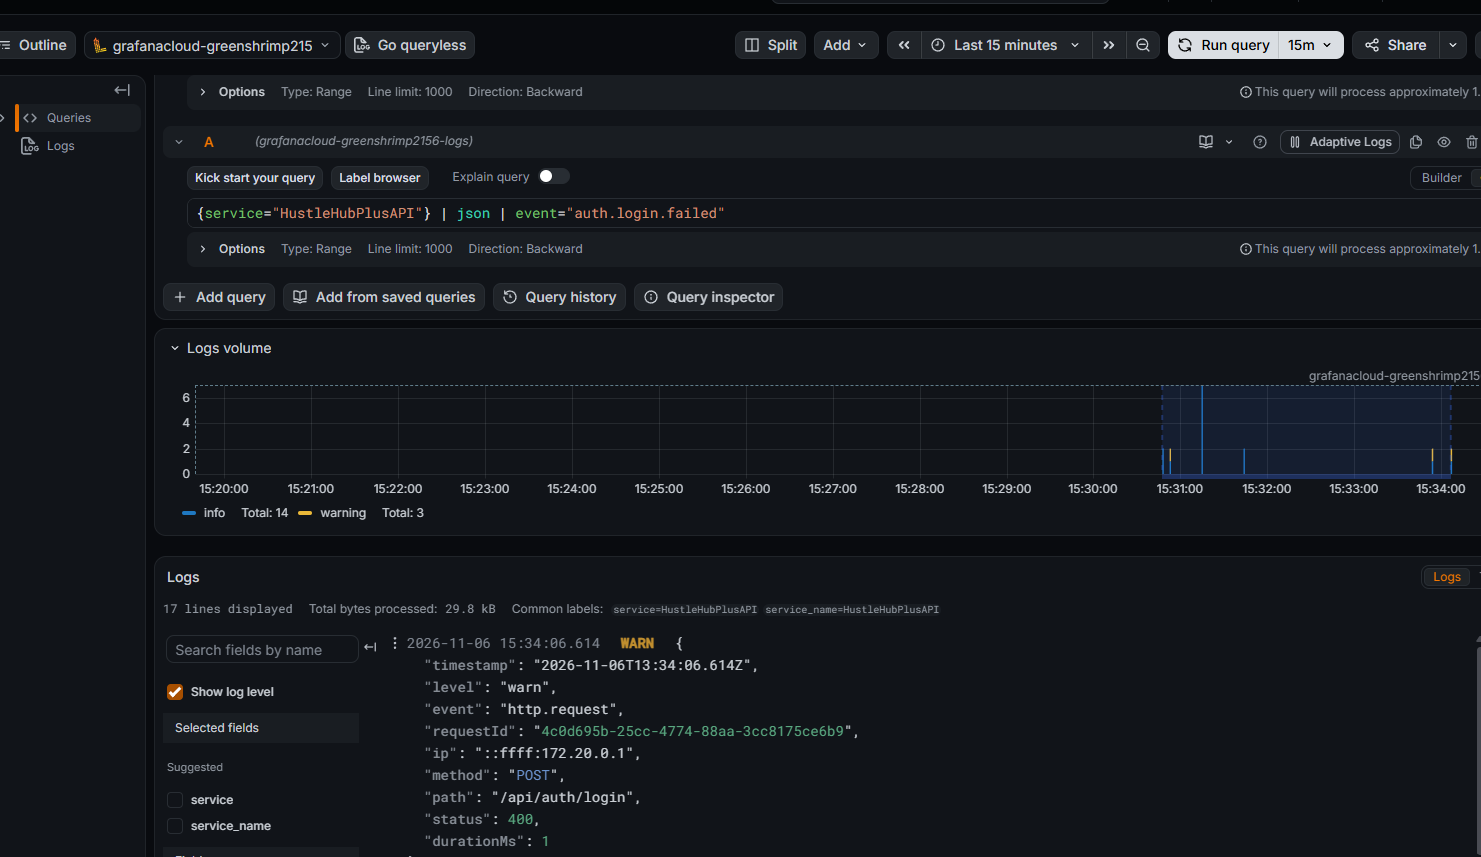 Outline grafanacloud-greenshrimp215 Go queryless Split Add Last 15 minutes Run query 15m Share
Options Type: Range Line limit: 1000 Direction: Backward This query will process approximately 1.
Queries
A (grafanacloud-greenshrimp2156-logs) Adaptive Logs
Logs
Kick start your query Label browser Explain query Builder
{service="HustleHubPlusAPI"} | json | event="auth.login.failed"
Options Type: Range Line limit: 1000 Direction: Backward This query will process approximately 1.
+ Add query Add from saved queries Query history Query inspector
Logs volume
grafanacloud-greenshrimp215
6
4
2
0
15:20:00 15:21:00 15:22:00 15:23:00 15:24:00 15:25:00 15:26:00 15:27:00 15:28:00 15:29:00 15:30:00 15:31:00 15:32:00 15:33:00 15:34:00
info Total: 14 warning Total: 3
Logs
Logs
17 lines displayed Total bytes processed: 29.8 kB Common labels: service=HustleHubPlusAPI service_name=HustleHubPlusAPI
Search fields by name
Show log level
Selected fields
Suggested
service
service_name
2026-11-06 15:34:06.614 WARN {
"timestamp": "2026-11-06T13:34:06.614Z",
"level": "warn",
"event": "http.request",
"requestId": "4c0d695b-25cc-4774-88aa-3cc8175ce6b9",
"ip": "::ffff:172.20.0.1",
"method": "POST",
"path": "/api/auth/login",
"status": 400,
"durationMs": 1